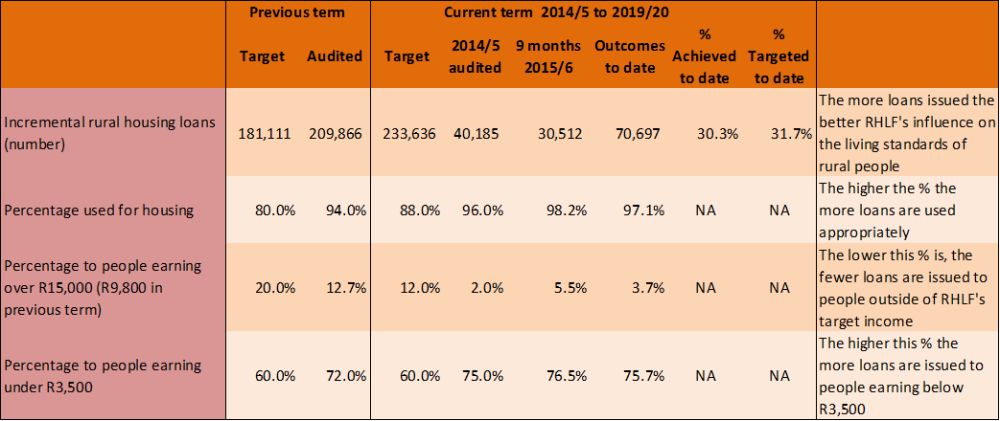 Previous term Current term 2014/5 to 2019/20
Target Audited Target 2014/5 audited 9 months 2015/6 Outcomes to date % Achieved to date % Targeted to date
Incremental rural housing loans
(number)
181,111 209,866 233,636 40,185 30,512 70,697 30.3% 31.7%
The more loans issued the
better RHLF's influence on
the living standards of
rural people
Percentage used for housing
80.0% 94.0% 88.0% 96.0% 98.2% 97.1% NA NA
The higher the % the
more loans are used
appropriately
Percentage to people earning
over R15,000 (R9,800 in
previous term)
20.0% 12.7% 12.0% 2.0% 5.5% 3.7% NA NA
The lower this % is, the
fewer loans are issued to
people outside of RHLF's
target income
Percentage to people earning
under R3,500
60.0% 72.0% 60.0% 75.0% 76.5% 75.7% NA NA
The higher this % the
more loans are issued to
people earning below
R3,500